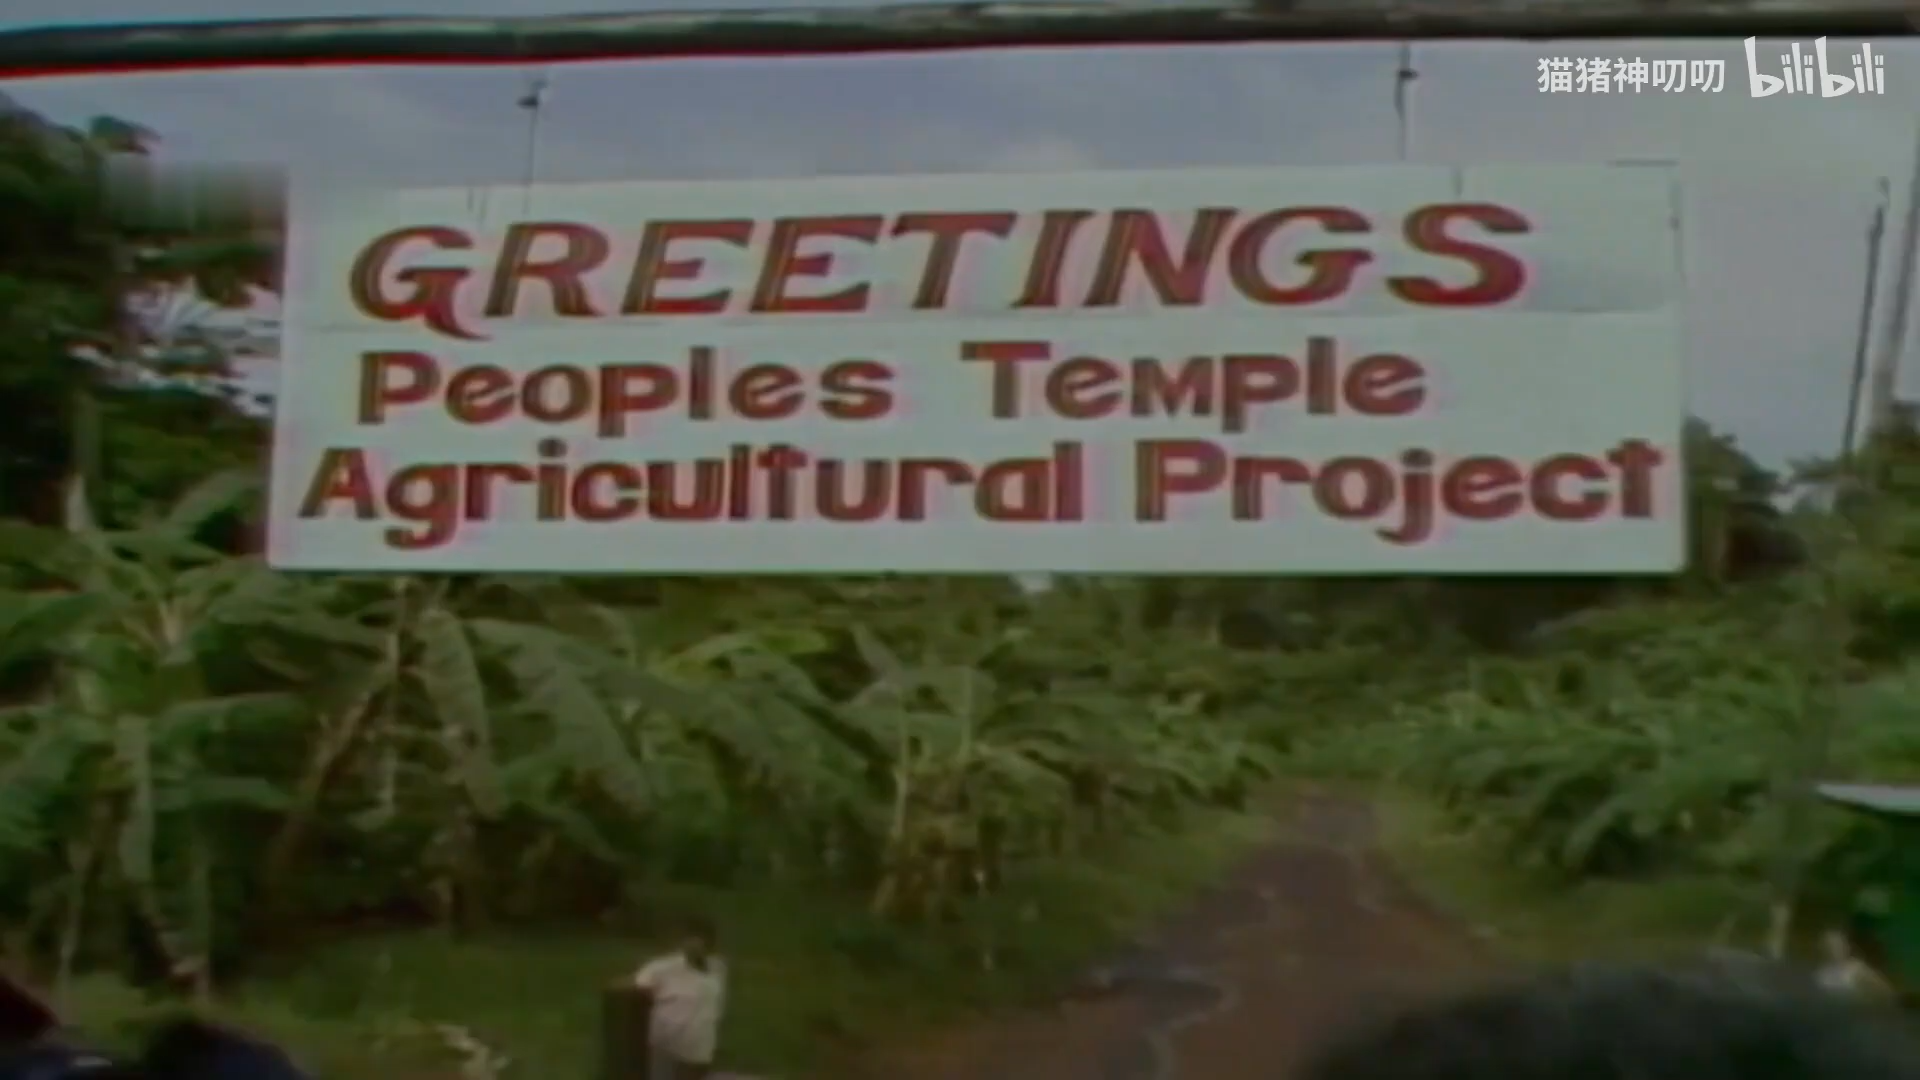 猫猪神叨叨 bilibili
GREETINGS
Peoples Temple
Agricultural Project